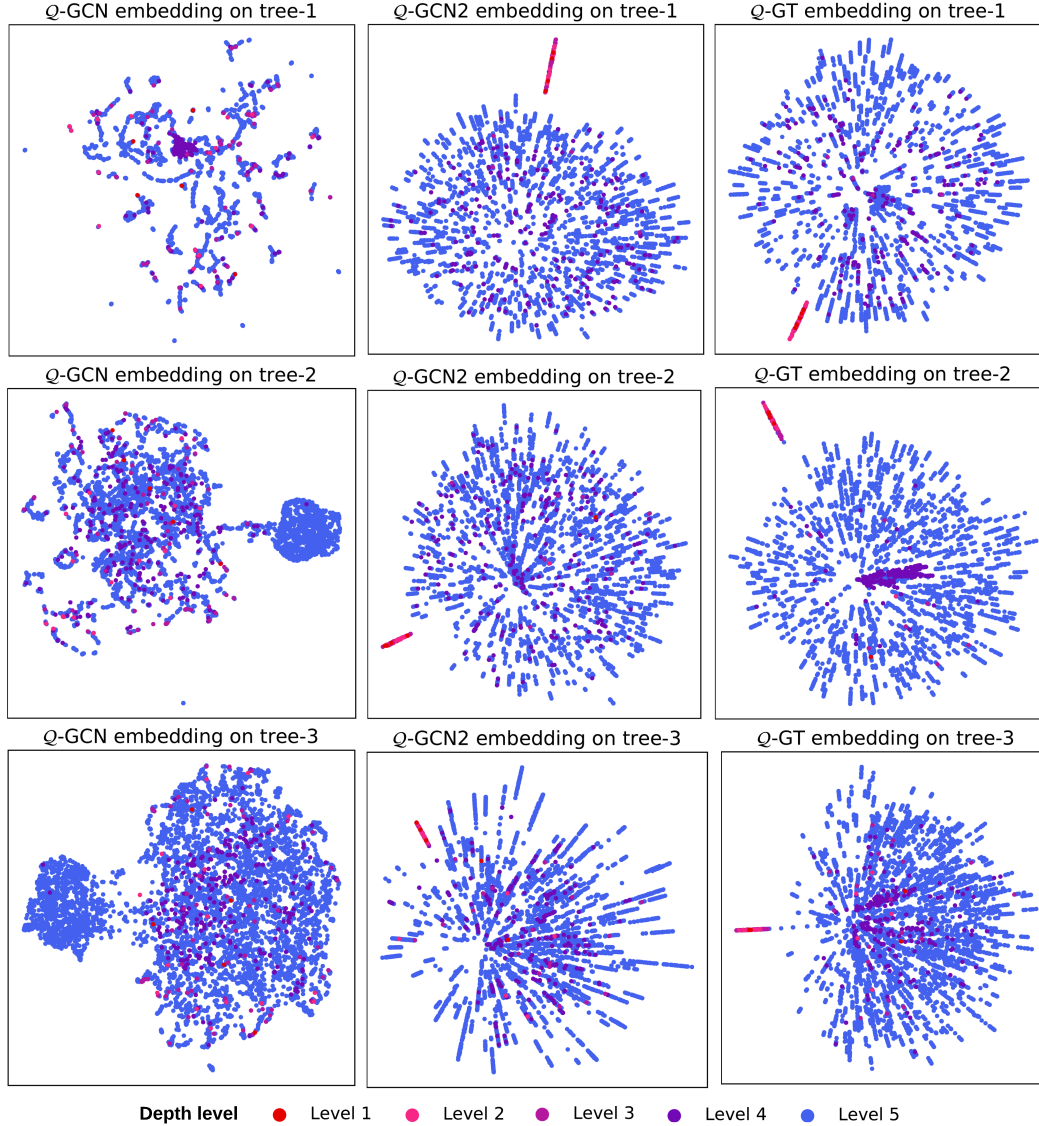 𝒬-GCN embedding on tree-1
𝒬-GCN2 embedding on tree-1
𝒬-GT embedding on tree-1
𝒬-GCN embedding on tree-2
𝒬-GCN2 embedding on tree-2
𝒬-GT embedding on tree-2
𝒬-GCN embedding on tree-3
𝒬-GCN2 embedding on tree-3
𝒬-GT embedding on tree-3
Depth level Level 1 Level 2 Level 3 Level 4 Level 5